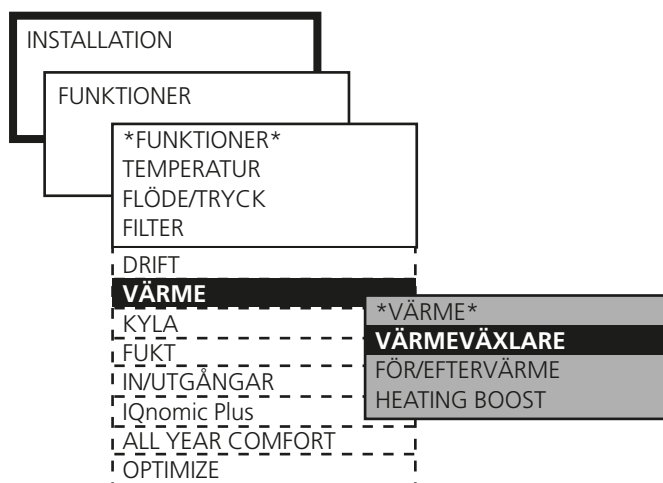 INSTALLATION
FUNKTIONER
*FUNKTIONER*
TEMPERATUR
FLÖDE/TRYCK
FILTER
DRIFT
VÄRME
KYLA
FUKT
IN/UTGÅNGAR
IQnomic Plus
ALL YEAR COMFORT
OPTIMIZE
*VÄRME*
VÄRMEVÄXLARE
FÖR/EFTERVÄRME
HEATING BOOST